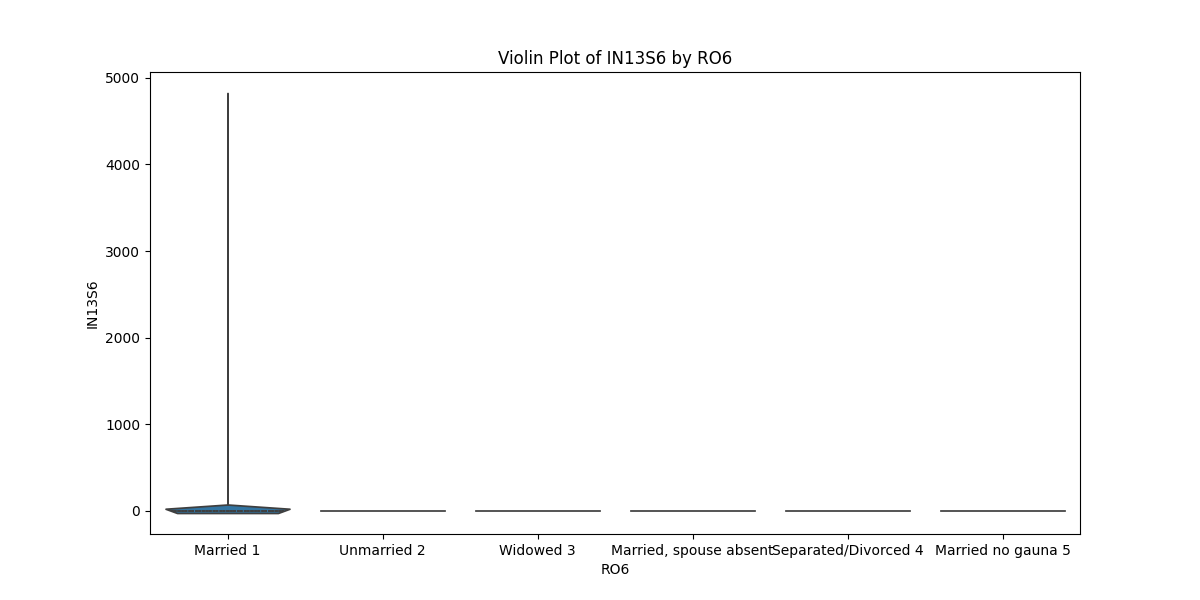 Violin Plot of IN13S6 by RO6
5000
4000
3000
2000
1000
0
IN13S6
Married 1
Unmarried 2
Widowed 3
Married, spouse absent
Separated/Divorced 4
Married no gauna 5
RO6